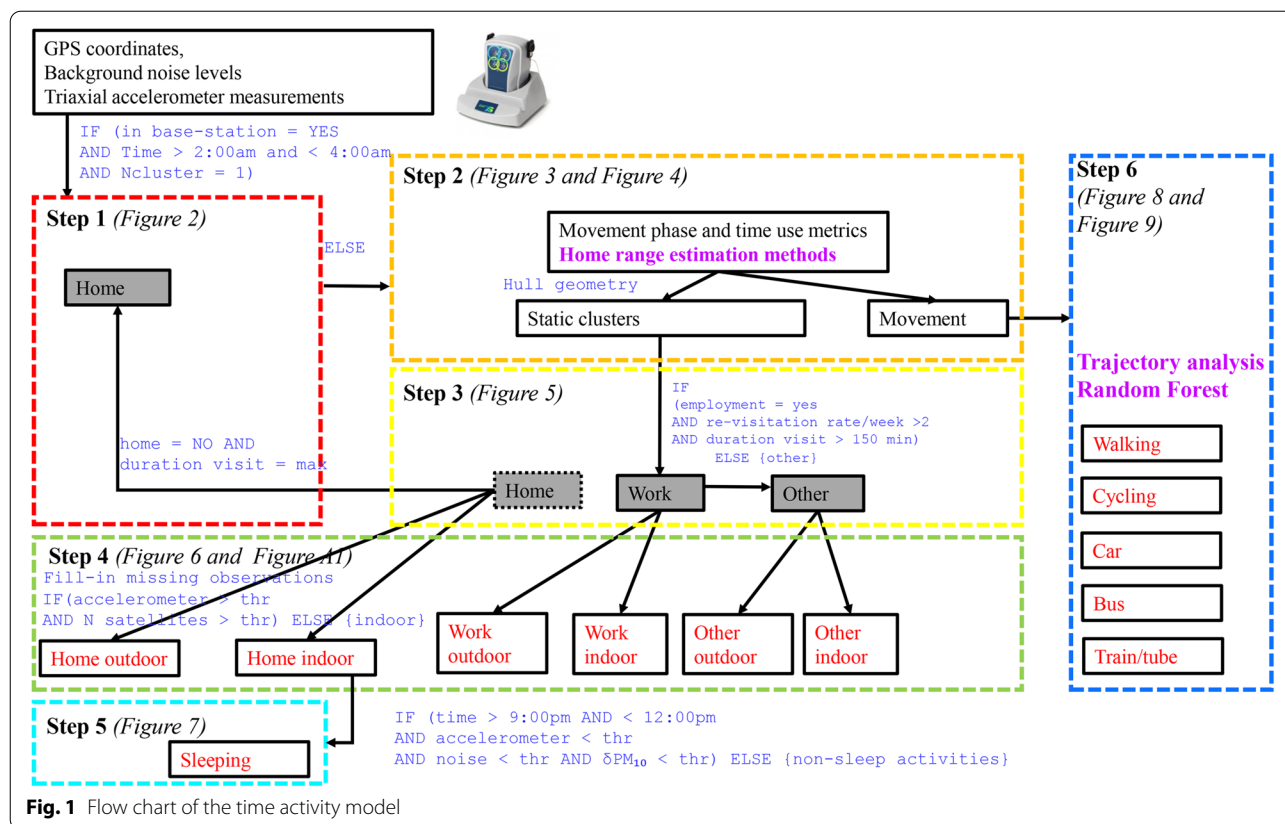 GPS coordinates,
Background noise levels
Triaxial accelerometer measurements
IF (in base-station = YES
AND Time > 2:00am and < 4:00am
AND Ncluster = 1)
Step 1 (Figure 2)
Home
ELSE
home = NO AND
duration visit = max
Step 2 (Figure 3 and Figure 4)
Movement phase and time use metrics
Home range estimation methods
Hull geometry
Static clusters
Movement
Step 3 (Figure 5)
IF
(employment = yes
AND re-visitation rate/week >2
AND duration visit > 150 min)
ELSE {other}
Home
Work
Other
Step 4 (Figure 6 and Figure A1)
Fill-in missing observations
IF(accelerometer > thr
AND N satellites > thr) ELSE {indoor}
Home outdoor
Home indoor
Work
outdoor
Work
indoor
Other
outdoor
Other
indoor
Step 5 (Figure 7)
Sleeping
IF (time > 9:00pm AND < 12:00pm
AND accelerometer < thr
AND noise < thr AND δPM₁₀ < thr) ELSE {non-sleep activities}
Step 6
(Figure 8 and
Figure 9)
Trajectory analysis
Random Forest
Walking
Cycling
Car
Bus
Train/tube
Fig. 1 Flow chart of the time activity model